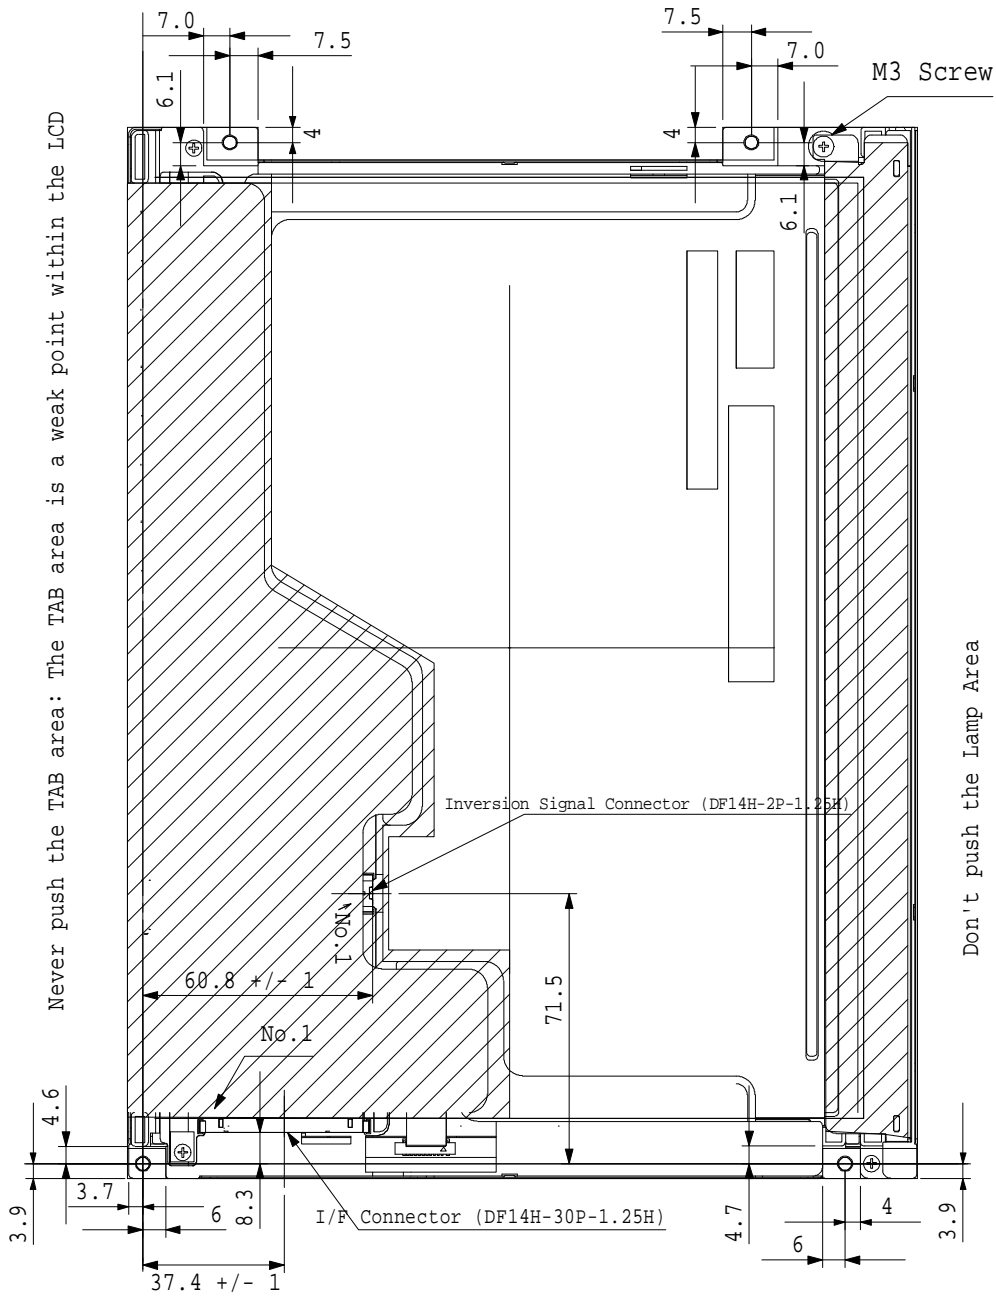 7.0
7.5
7.5
7.0
M3 Screw
6.1
4
4
6.1
Never push the TAB area: The TAB area is a weak point within the LCD
Don't push the Lamp Area
Inversion Signal Connector (DF14H-2P-1.25H)
No.1
60.8 +/- 1
71.5
No.1
4.6
3.7
3.9
6
8.3
I/F Connector (DF14H-30P-1.25H)
4.7
4
3.9
6
37.4 +/- 1